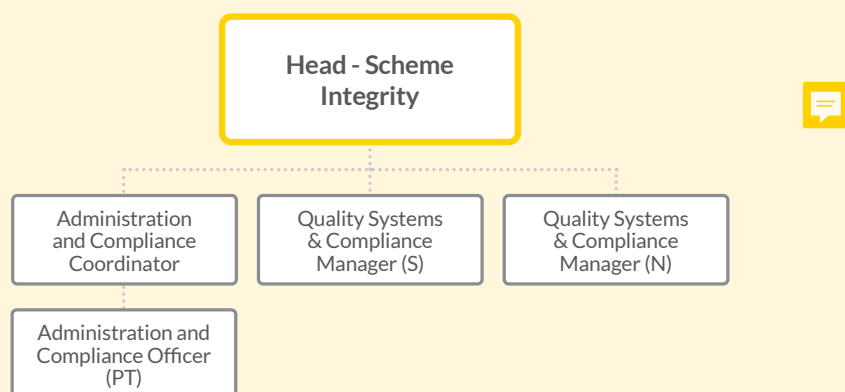 Head - Scheme
Integrity
Administration
and Compliance
Coordinator
Quality Systems
& Compliance
Manager (S)
Quality Systems
& Compliance
Manager (N)
Administration and
Compliance Officer
(PT)